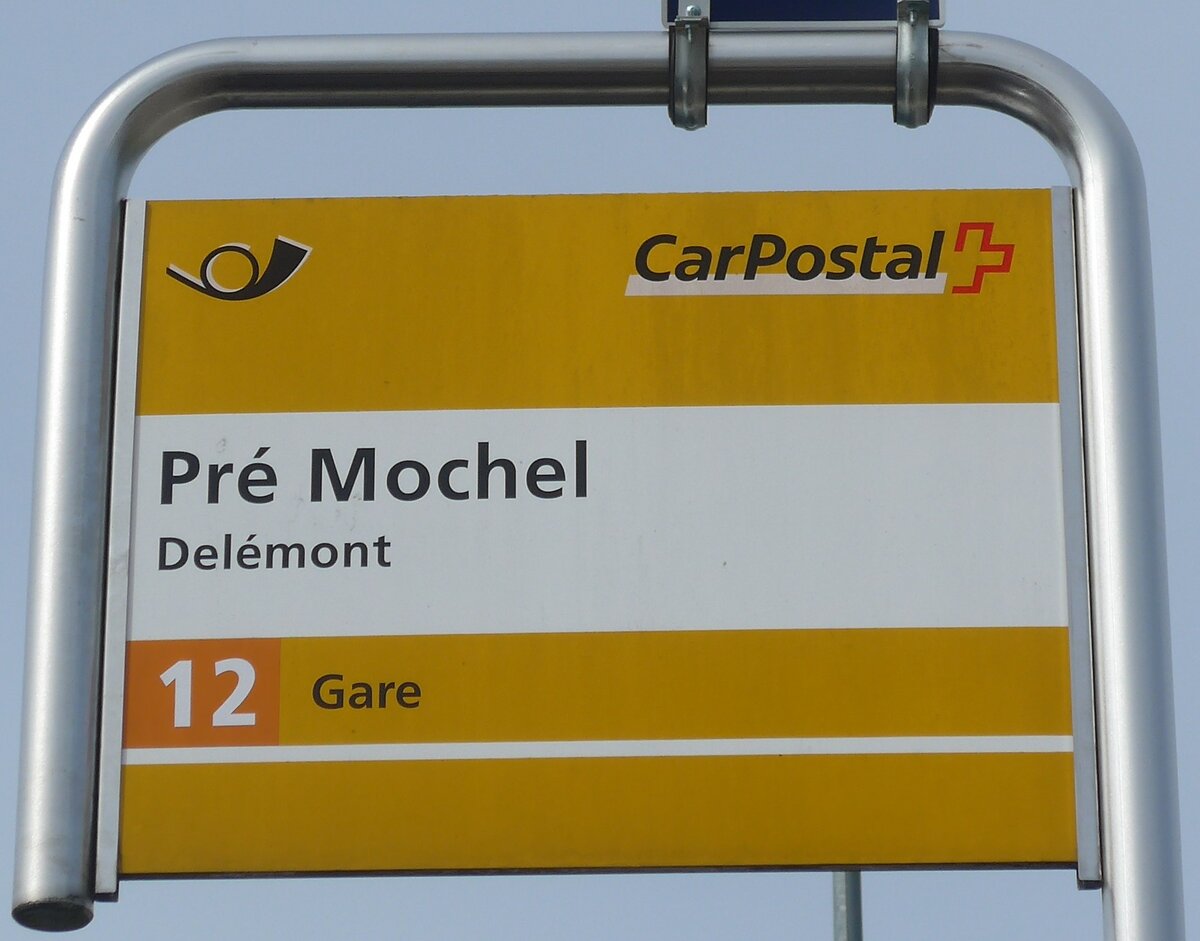 CarPostal
Pré Mochel
Delémont
12 Gare